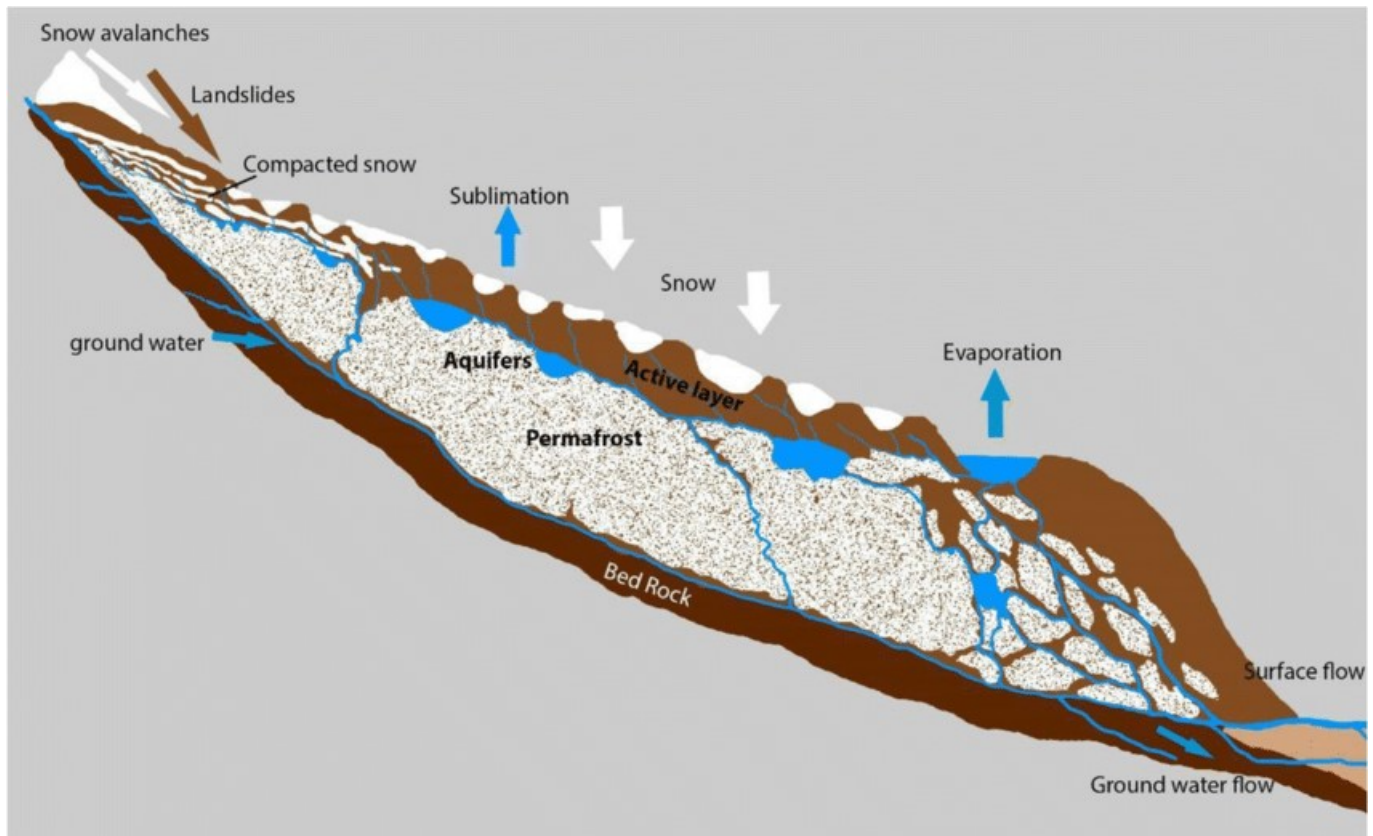 Snow avalanches
Landslides
Compacted snow
Sublimation
Snow
ground water
Aquifers
Active layer
Evaporation
Permafrost
Bed Rock
Surface flow
Ground water flow